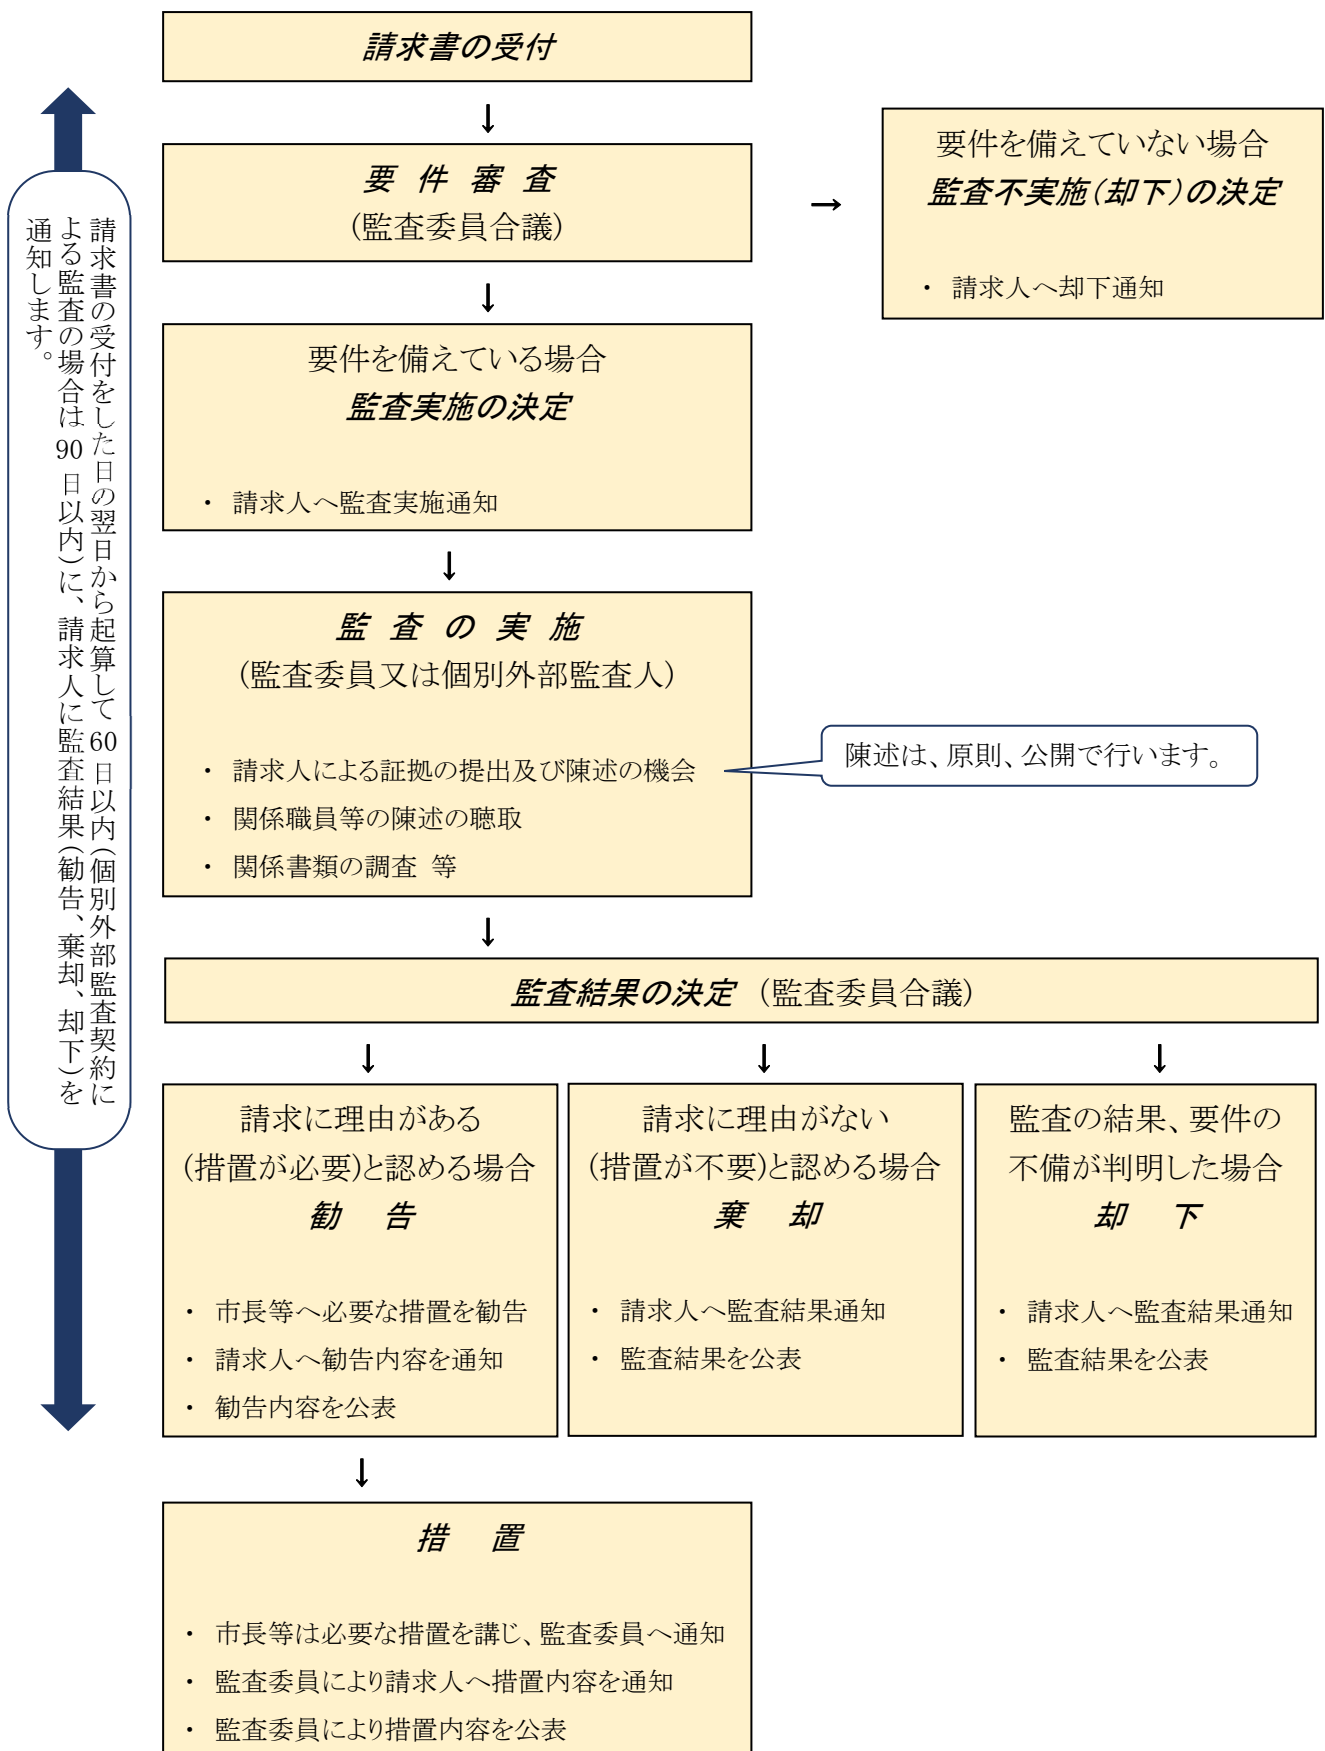 請求書の受付
↓
要 件 審 査
(監査委員合議)
→
要件を備えていない場合
監査不実施(却下)の決定
・ 請求人へ却下通知
↓
要件を備えている場合
監査実施の決定
・ 請求人へ監査実施通知
↓
監 査 の 実 施
(監査委員又は個別外部監査人)
・ 請求人による証拠の提出及び陳述の機会
・ 関係職員等の陳述の聴取
・ 関係書類の調査 等
陳述は、原則、公開で行います。
↓
監査結果の決定 (監査委員合議)
↓ ↓ ↓
請求に理由がある
(措置が必要)と認める場合
勧 告
・ 市長等へ必要な措置を勧告
・ 請求人へ勧告内容を通知
・ 勧告内容を公表
請求に理由がない
(措置が不要)と認める場合
棄 却
・ 請求人へ監査結果通知
・ 監査結果を公表
監査の結果、要件の
不備が判明した場合
却 下
・ 請求人へ監査結果通知
・ 監査結果を公表
↓
措 置
・ 市長等は必要な措置を講じ、監査委員へ通知
・ 監査委員により請求人へ措置内容を通知
・ 監査委員により措置内容を公表
請求書の受付をした日の翌日から起算して60日以内(個別外部監査契約に
よる監査の場合は90日以内)に、請求人に監査結果(勧告、棄却、却下)を
通知します。